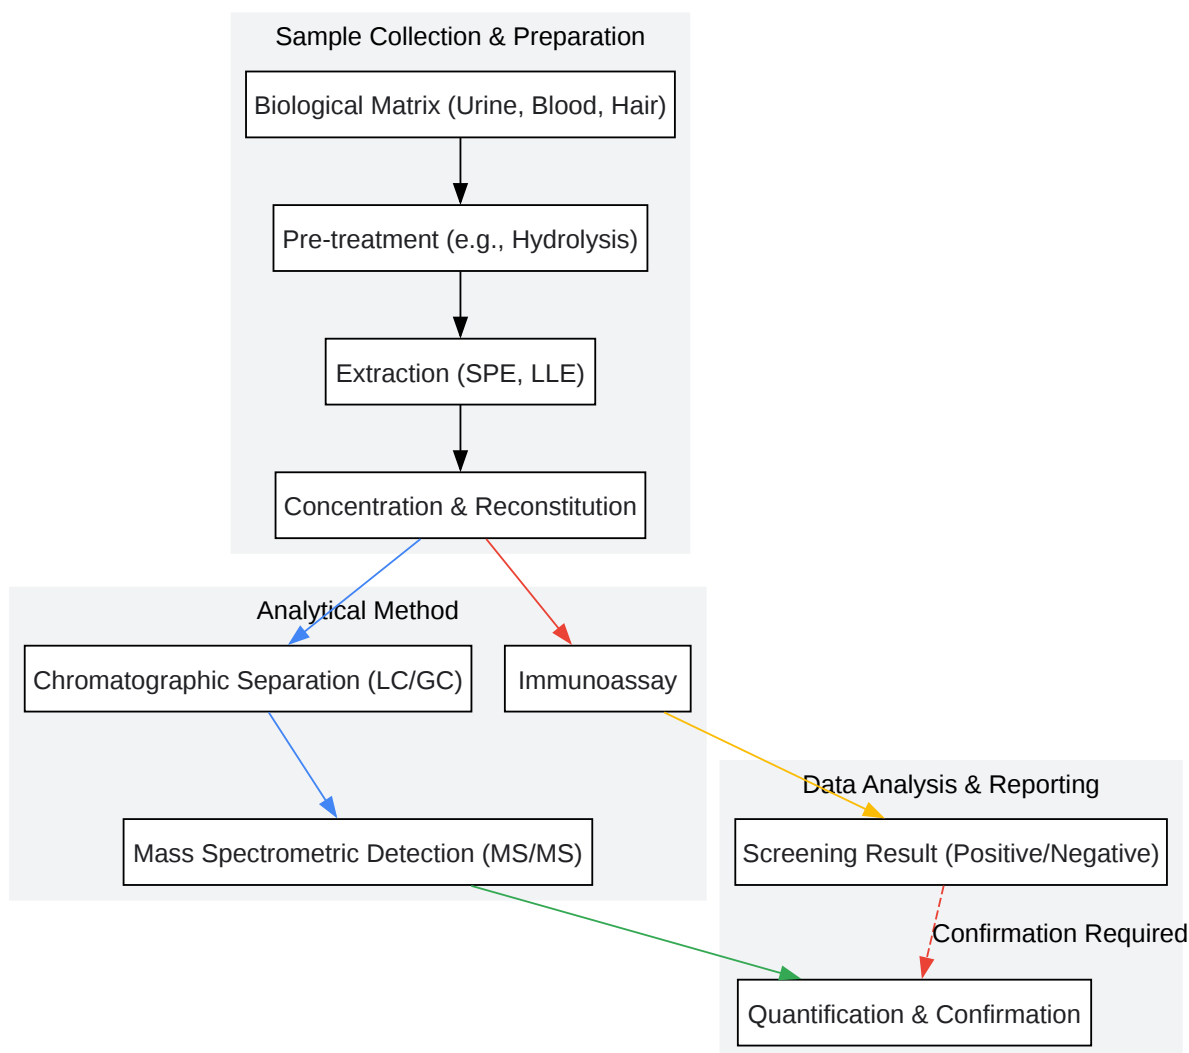 Sample Collection & Preparation
Biological Matrix (Urine, Blood, Hair)
Pre-treatment (e.g., Hydrolysis)
Extraction (SPE, LLE)
Concentration & Reconstitution
Analytical Method
Chromatographic Separation (LC/GC)
Immunoassay
Mass Spectrometric Detection (MS/MS)
Data Analysis & Reporting
Screening Result (Positive/Negative)
Confirmation Required
Quantification & Confirmation